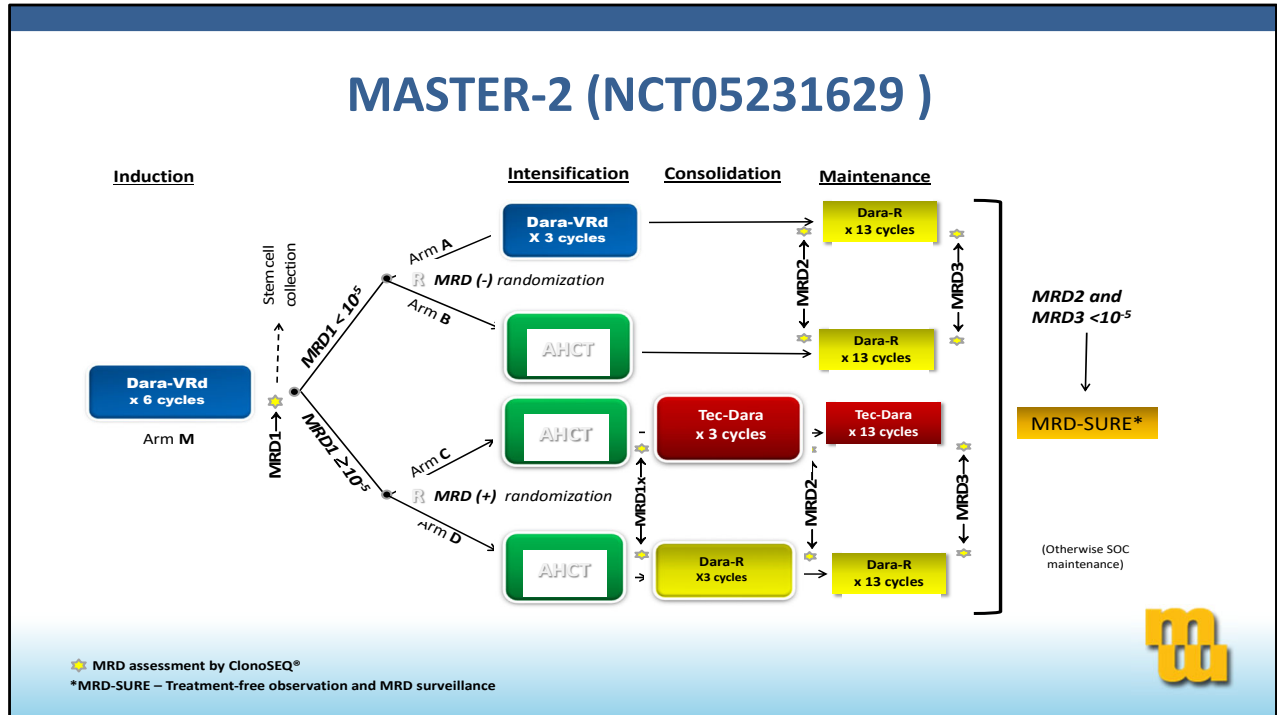 MASTER-2 (NCT05231629 )
Induction
Intensification
Consolidation
Maintenance
Dara-VRd
x 6 cycles
Arm M
MRD1
Stem cell
collection
MRD1 < 10⁻⁵
MRD1 ≥ 10⁻⁵
Arm A
R MRD (-) randomization
Arm B
Dara-VRd
X 3 cycles
AHCT
Dara-R
x 13 cycles
MRD2
MRD3
Dara-R
x 13 cycles
Arm C
R MRD (+) randomization
Arm D
AHCT
Tec-Dara
x 3 cycles
Tec-Dara
x 13 cycles
MRD1x
MRD2
MRD3
AHCT
Dara-R
X3 cycles
Dara-R
x 13 cycles
MRD2 and
MRD3 <10⁻⁵
MRD-SURE*
(Otherwise SOC
maintenance)
MRD assessment by ClonoSEQ®
*MRD-SURE – Treatment-free observation and MRD surveillance